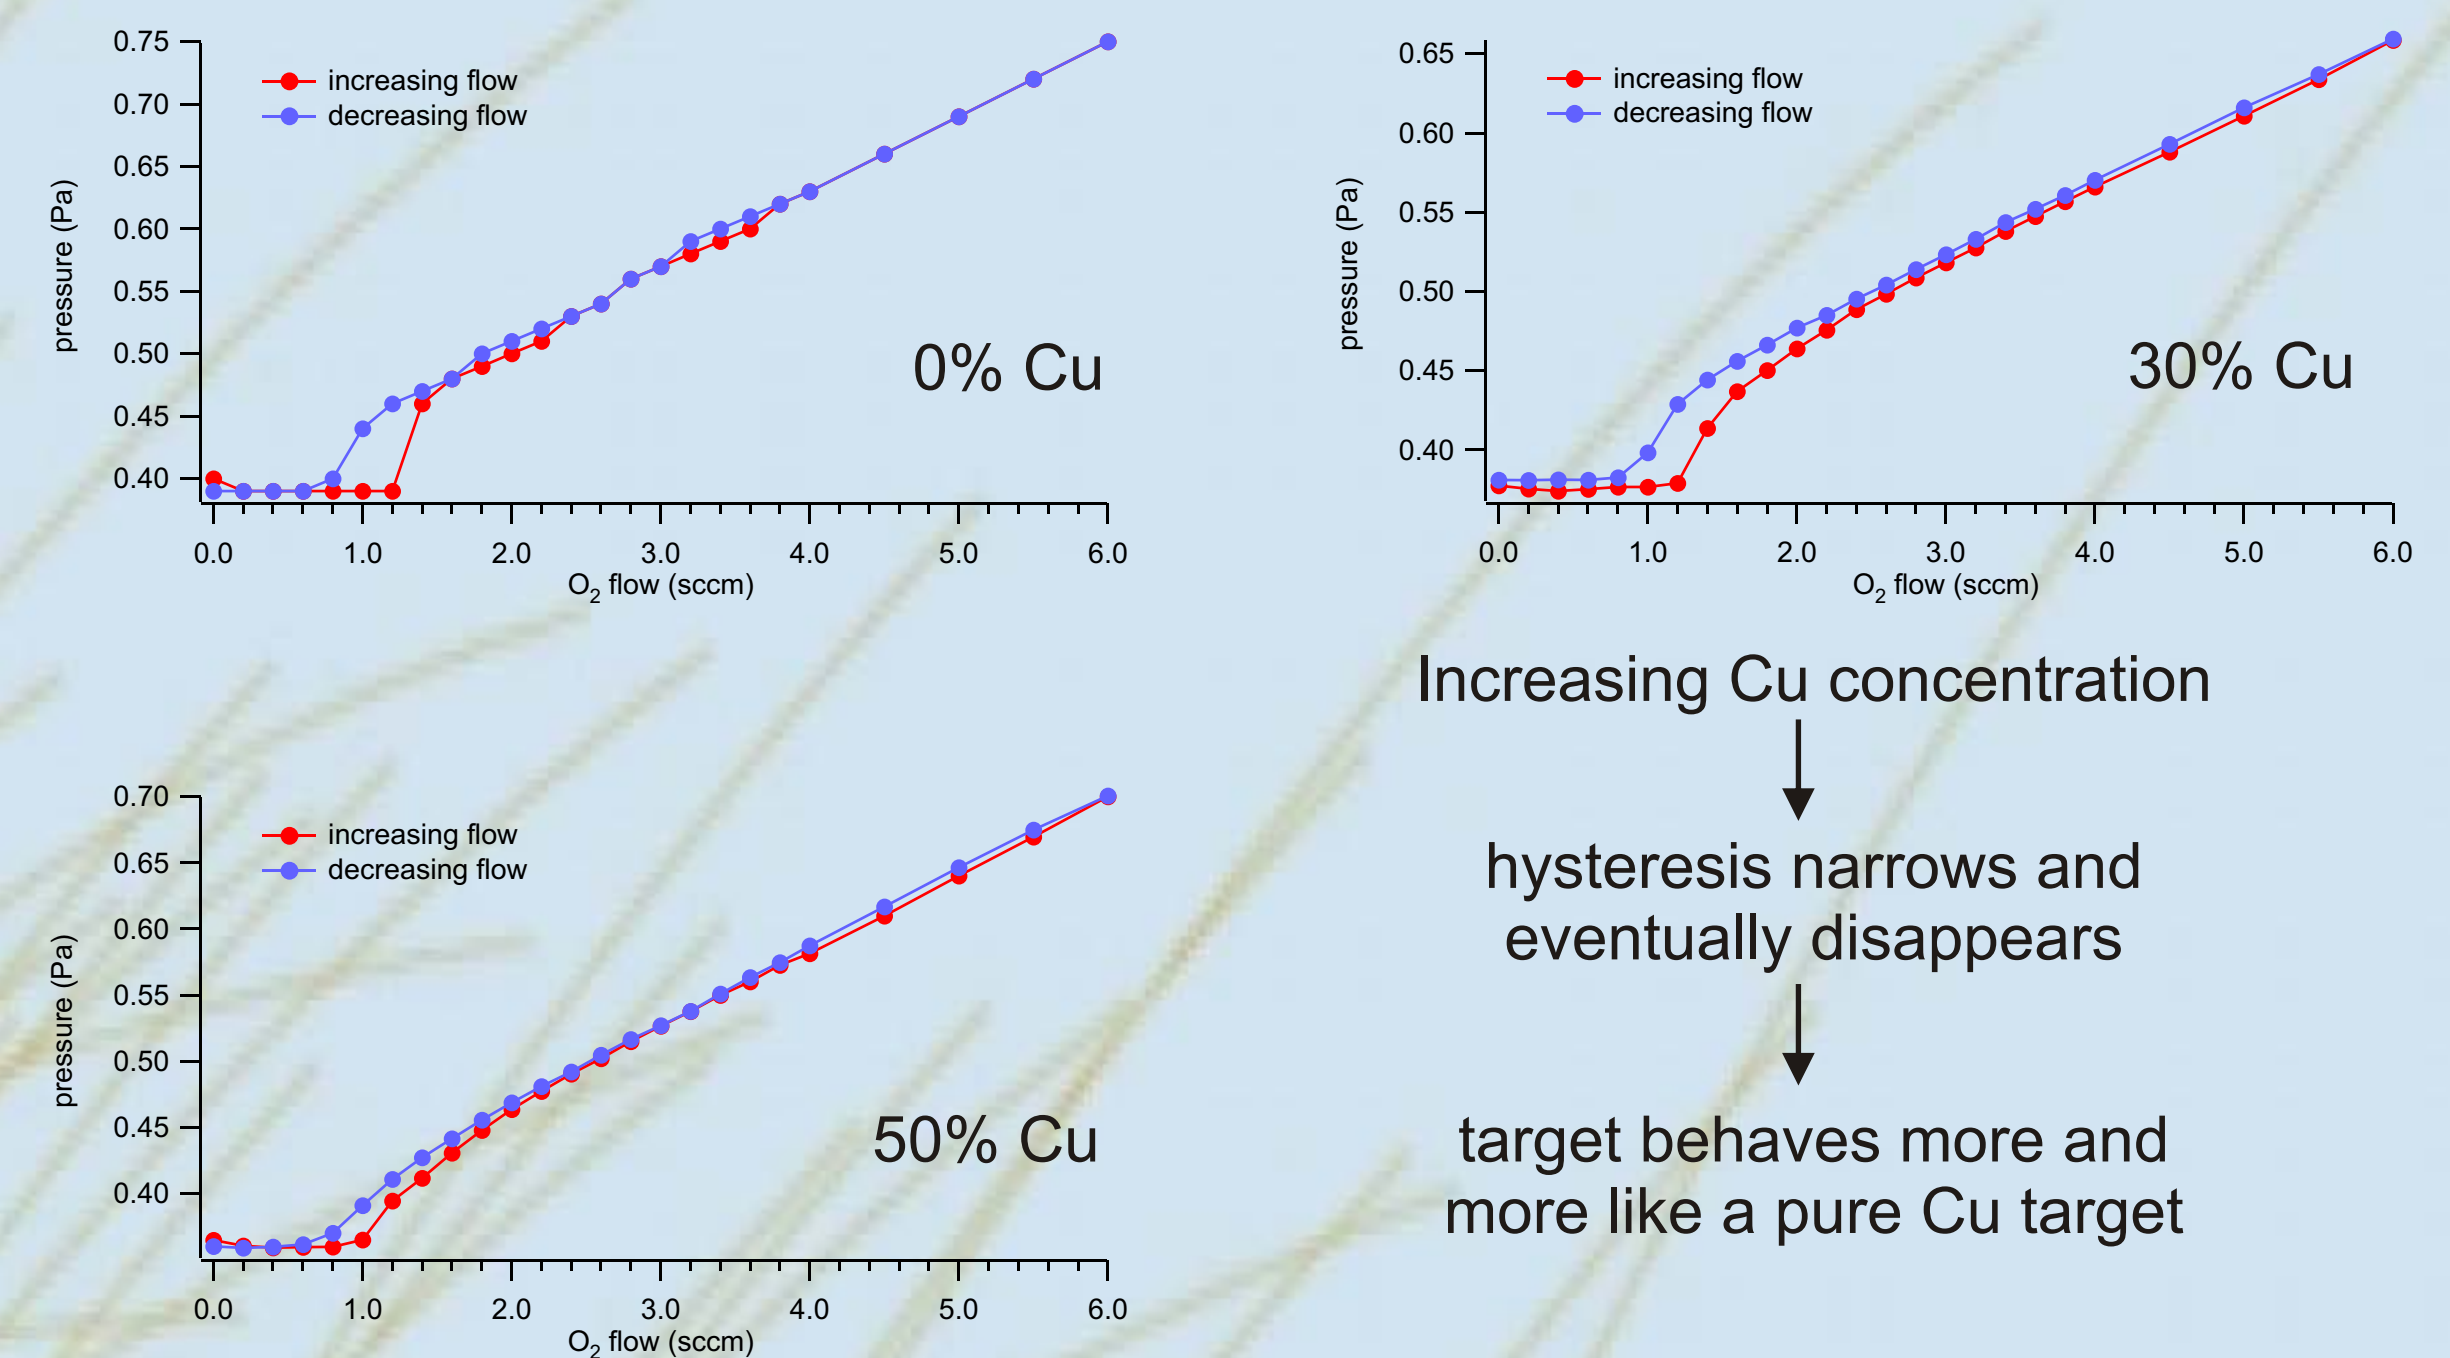 0.75
0.70
0.65
0.60
0.55
0.50
0.45
0.40
pressure (Pa)
increasing flow
decreasing flow
0% Cu
0.0 1.0 2.0 3.0 4.0 5.0 6.0
O₂ flow (sccm)
0.65
0.60
0.55
0.50
0.45
0.40
pressure (Pa)
increasing flow
decreasing flow
30% Cu
0.0 1.0 2.0 3.0 4.0 5.0 6.0
O₂ flow (sccm)
0.70
0.65
0.60
0.55
0.50
0.45
0.40
pressure (Pa)
increasing flow
decreasing flow
50% Cu
0.0 1.0 2.0 3.0 4.0 5.0 6.0
O₂ flow (sccm)
Increasing Cu concentration
hysteresis narrows and
eventually disappears
target behaves more and
more like a pure Cu target